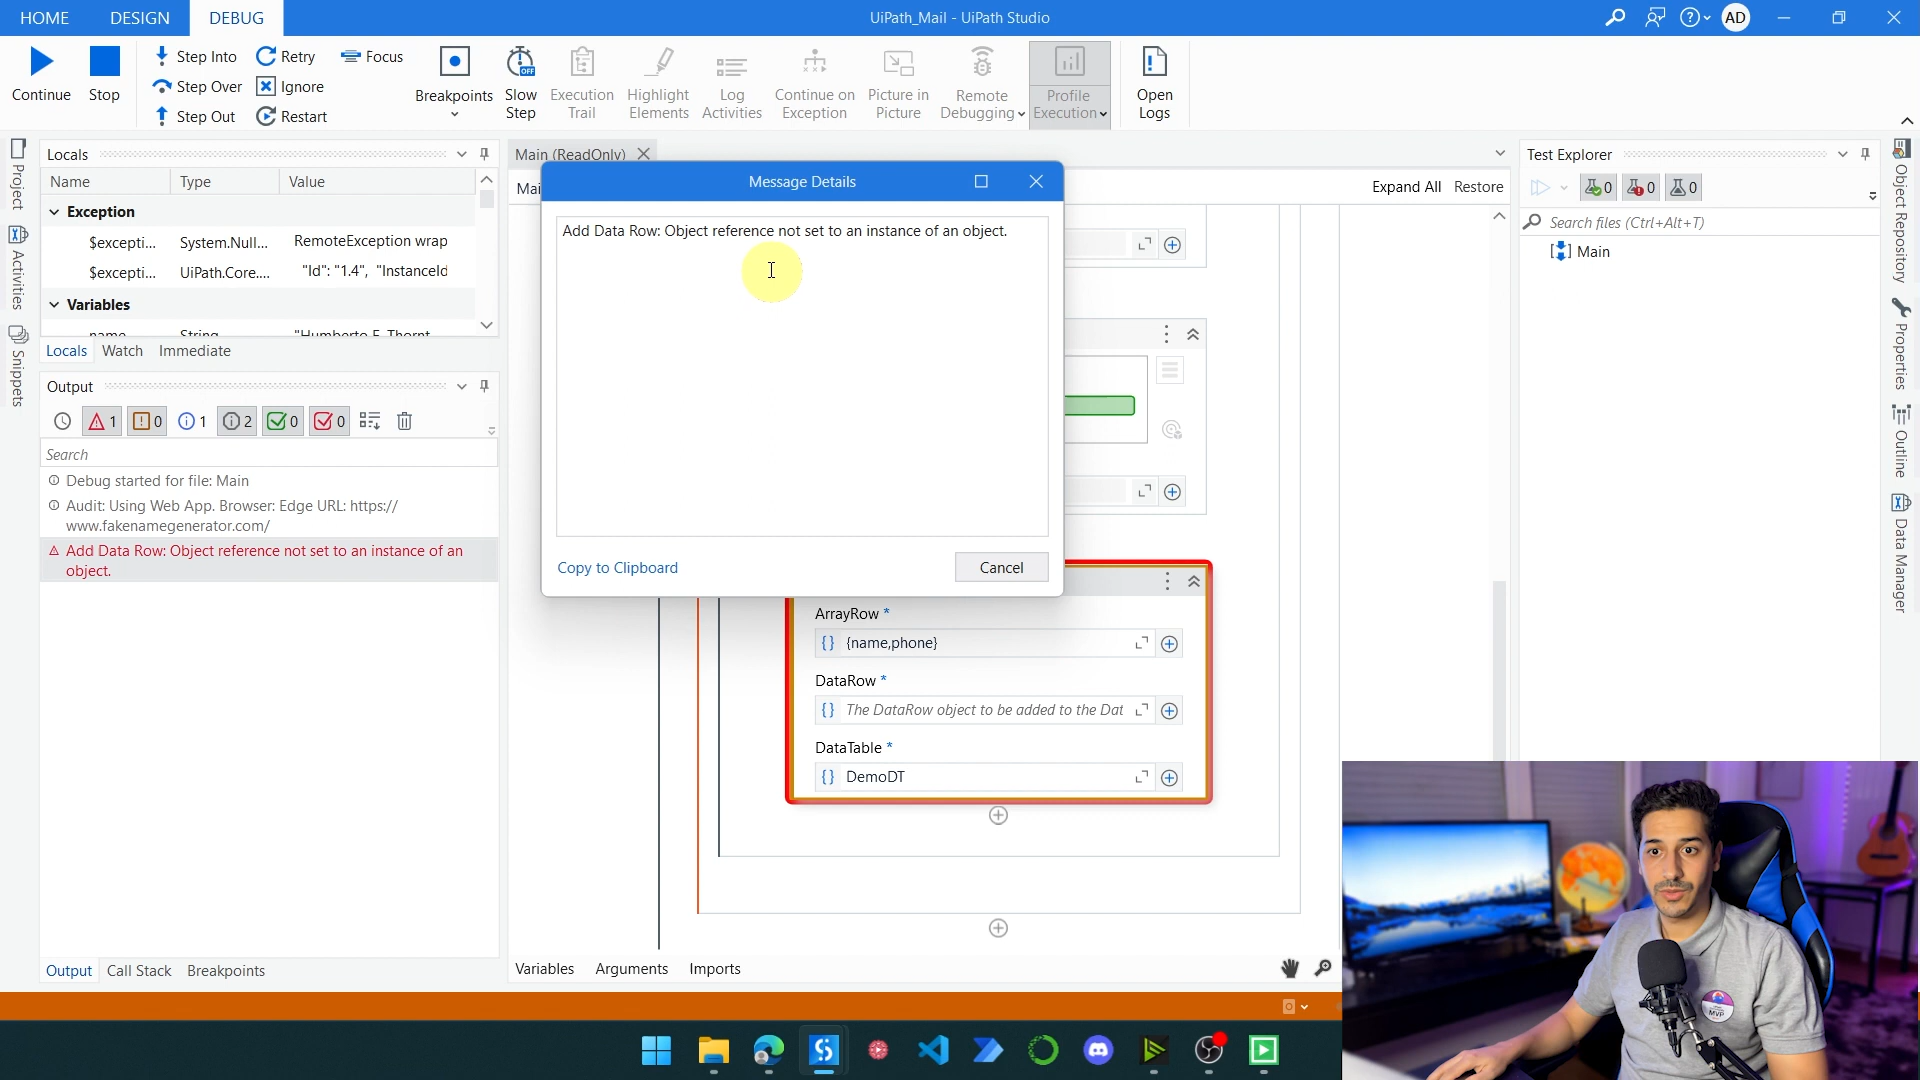 HOME DESIGN DEBUG
UiPath_Mail - UiPath Studio
AD
Continue
Stop
Step Into
Step Over
Step Out
Retry
Ignore
Restart
Focus
Breakpoints
Slow
Step
OFF
Execution
Trail
Highlight
Elements
Log
Activities
Continue on
Exception
Picture in
Picture
Remote
Debugging
Profile
Execution
Open
Logs
Project
Activities
Snippets
Locals
Name Type Value
Exception
$excepti... System.Null... RemoteException wrap
$excepti... UiPath.Core.... "Id": "1.4", "InstanceId
Variables
name String "Humberto F. Thornt
Locals Watch Immediate
Output
1 0 1 2 0 0
Search
Debug started for file: Main
Audit: Using Web App. Browser: Edge URL: https://
www.fakenamegenerator.com/
Add Data Row: Object reference not set to an instance of an
object.
Output Call Stack Breakpoints
Main (ReadOnly)
Mai
Expand All Restore
Message Details
Add Data Row: Object reference not set to an instance of an object.
Copy to Clipboard
Cancel
ArrayRow *
{} {name,phone}
DataRow *
{} The DataRow object to be added to the Dat
DataTable *
{} DemoDT
Variables Arguments Imports
Test Explorer
0 0 0
Search files (Ctrl+Alt+T)
Main
Object Repository
Properties
Outline
Data Manager
MVP